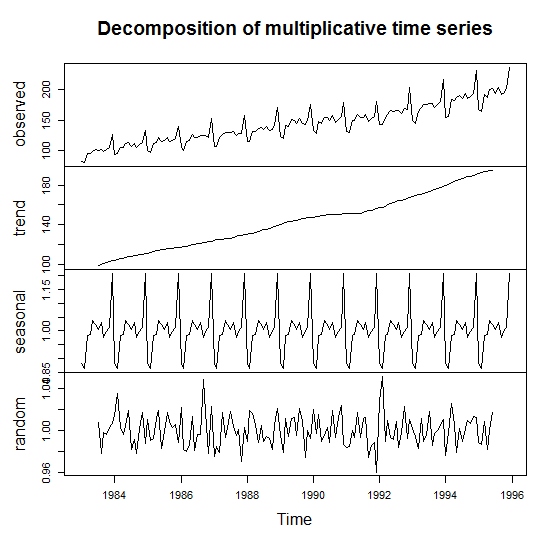 Decomposition of multiplicative time series
observed
100 150 200
trend
100 140 180
seasonal
0.85 1.00 1.15
random
0.96 1.00 1.04
1984 1986 1988 1990 1992 1994 1996
Time